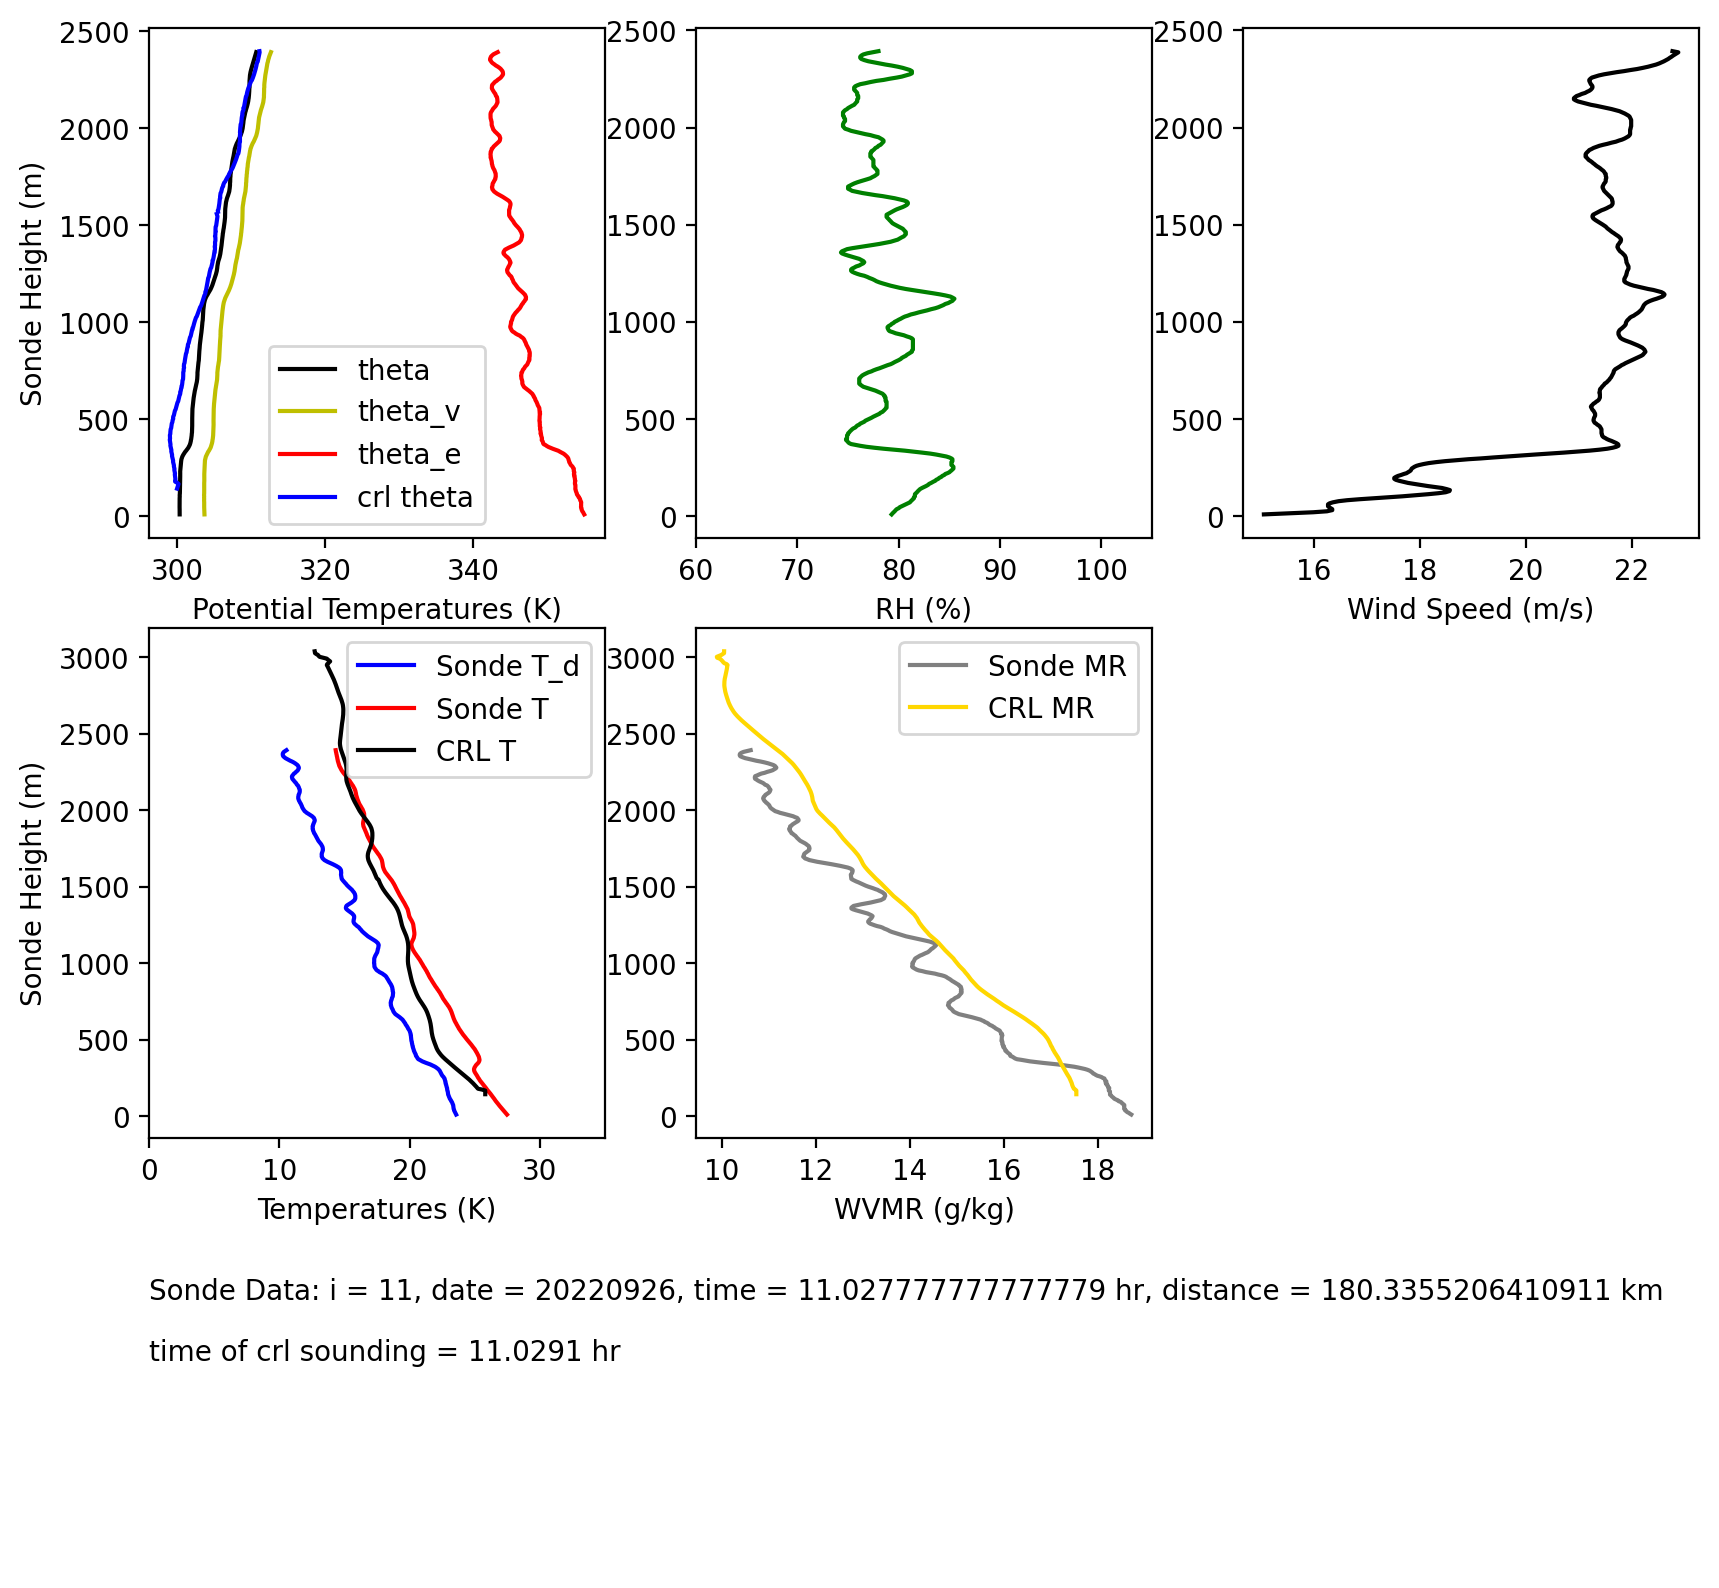 2500
2000
1500
1000
500
0
Sonde Height (m)
theta
theta_v
theta_e
crl theta
300 320 340
Potential Temperatures (K)
2500
2000
1500
1000
500
0
60 70 80 90 100
RH (%)
2500
2000
1500
1000
500
0
16 18 20 22
Wind Speed (m/s)
3000
2500
2000
1500
1000
500
0
Sonde Height (m)
Sonde T_d
Sonde T
CRL T
0 10 20 30
Temperatures (K)
3000
2500
2000
1500
1000
500
0
Sonde MR
CRL MR
10 12 14 16 18
WVMR (g/kg)
Sonde Data: i = 11, date = 20220926, time = 11.027777777777779 hr, distance = 180.3355206410911 km
time of crl sounding = 11.0291 hr